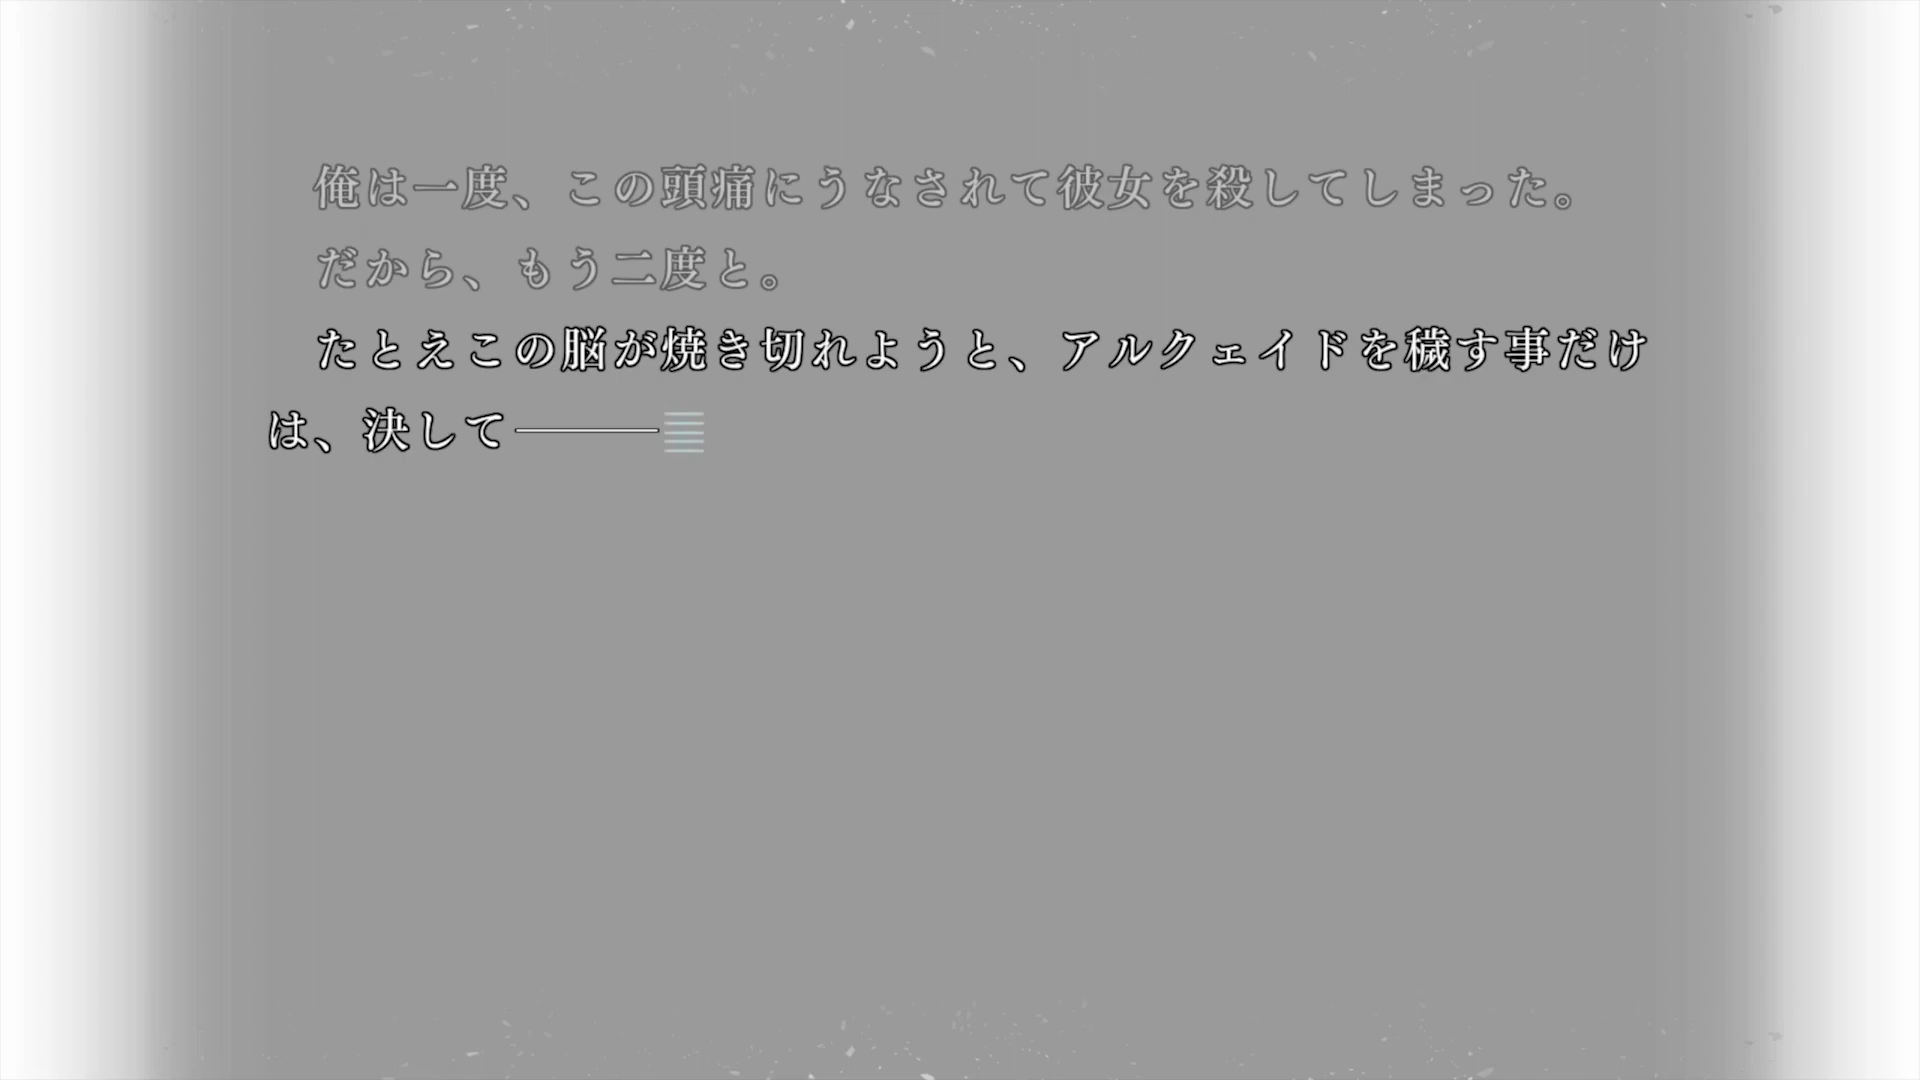 俺は一度、この頭痛にうなされて彼女を殺してしまった。
だから、もう二度と。
たとえこの脳が焼き切れようと、アルクェイドを穢す事だけ
は、決して―――